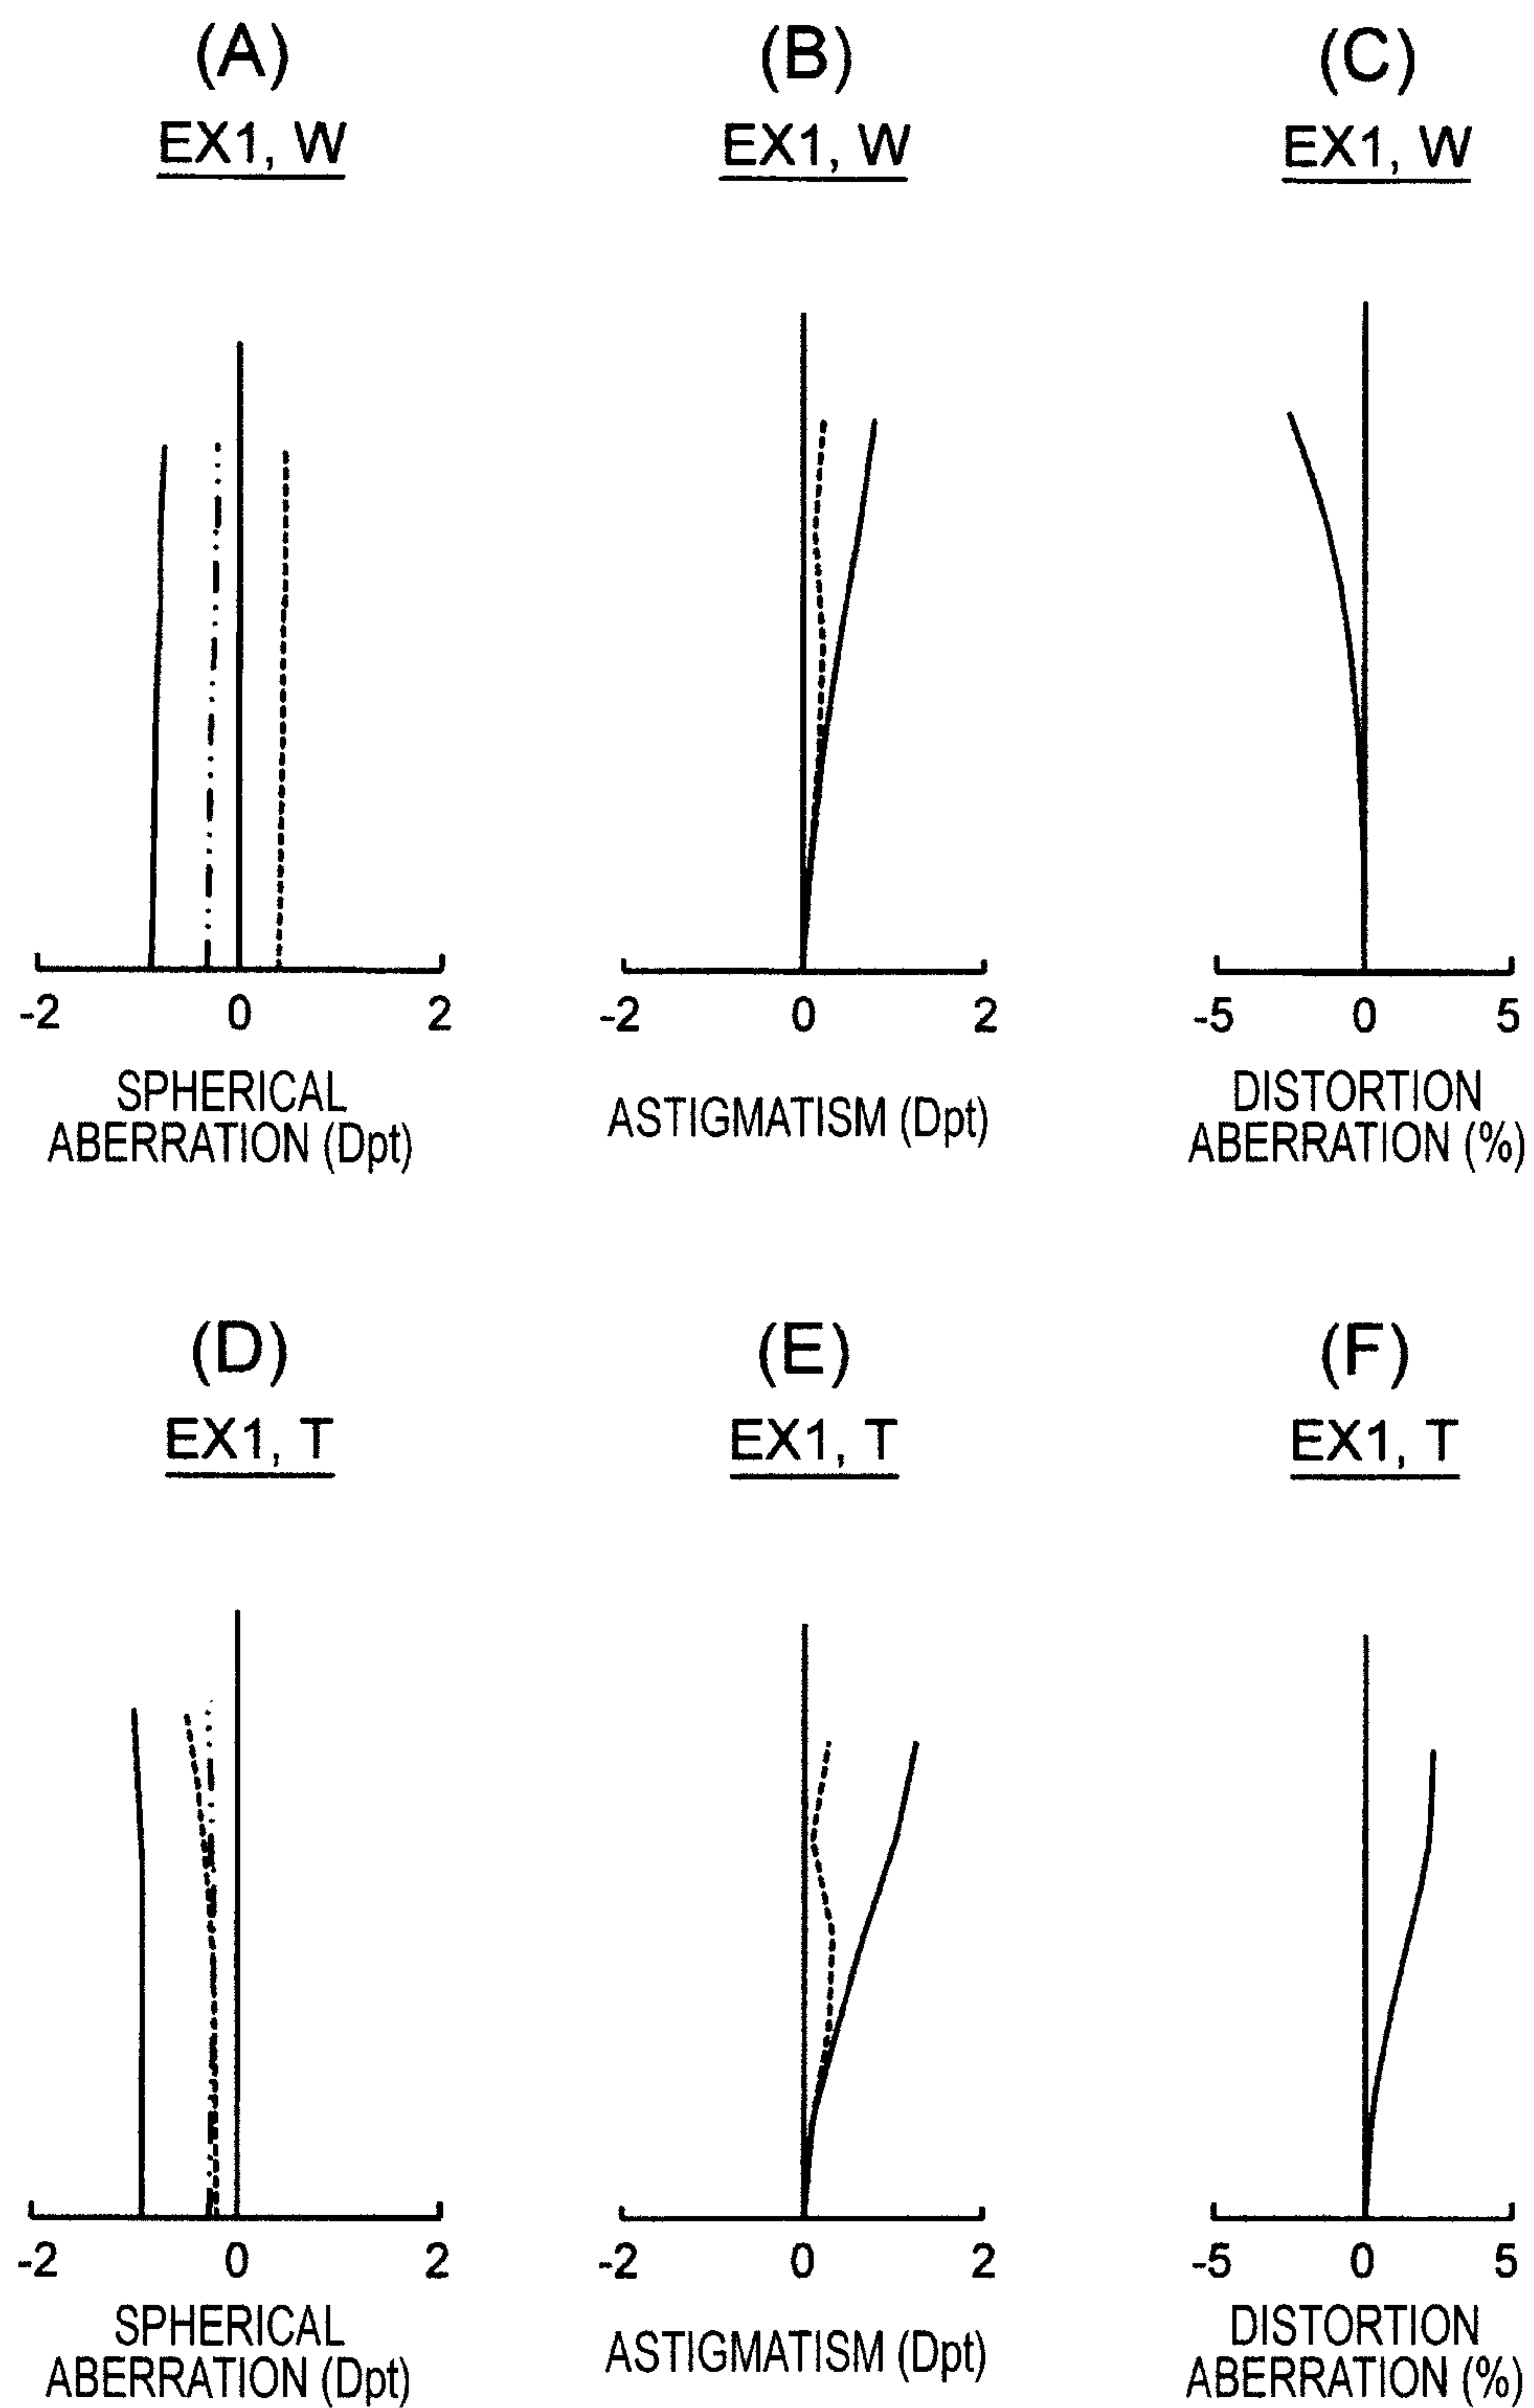 (A) (B) (C)
EX1, W EX1, W EX1, W
-2 0 2 -2 0 2 -5 0 5
SPHERICAL
ABERRATION (Dpt)
ASTIGMATISM (Dpt)
DISTORTION
ABERRATION (%)
(D) (E) (F)
EX1, T EX1, T EX1, T
-2 0 2 -2 0 2 -5 0 5
SPHERICAL
ABERRATION (Dpt)
ASTIGMATISM (Dpt)
DISTORTION
ABERRATION (%)